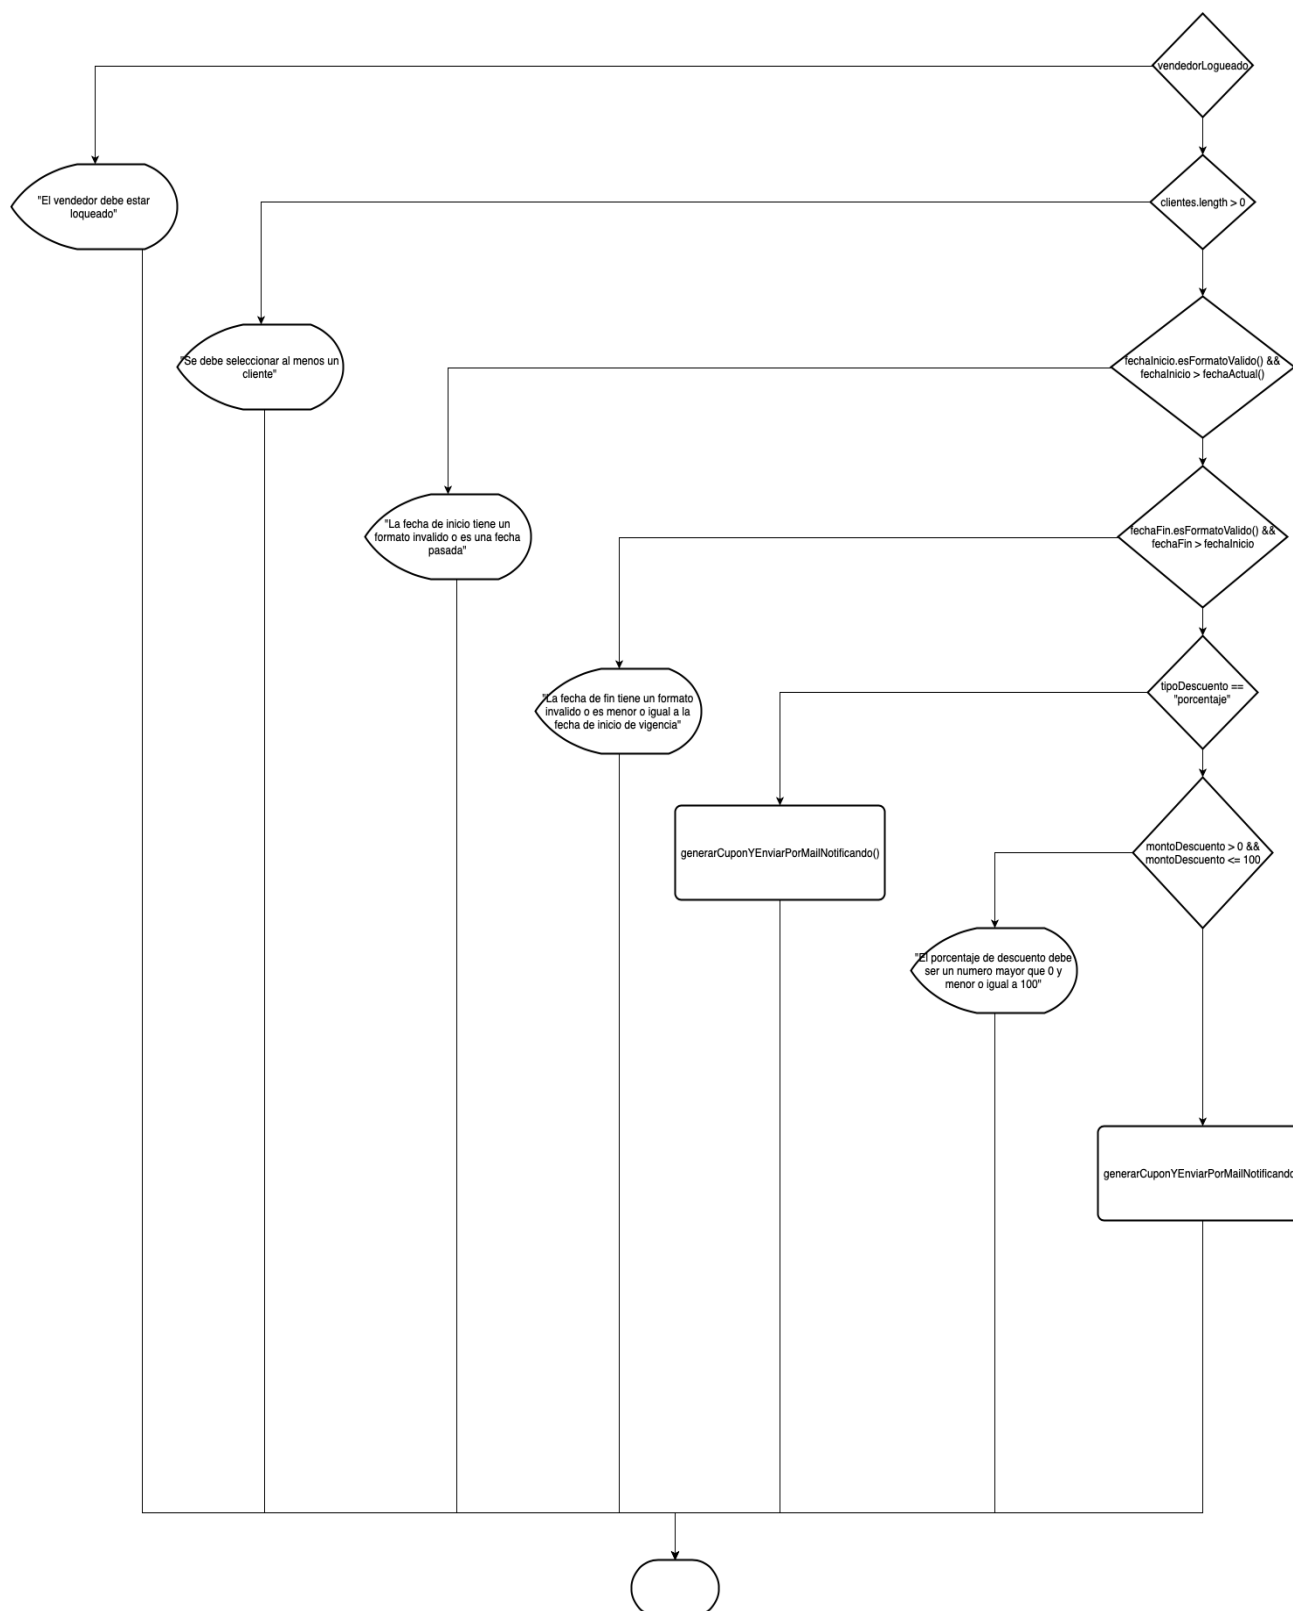 vendedorLogueado
"El vendedor debe estar
loqueado"
clientes.length > 0
"Se debe seleccionar al menos un
cliente"
fechaInicio.esFormatoValido() &&
fechaInicio > fechaActual()
"La fecha de inicio tiene un
formato invalido o es una fecha
pasada"
fechaFin.esFormatoValido() &&
fechaFin > fechaInicio
"La fecha de fin tiene un formato
invalido o es menor o igual a la
fecha de inicio de vigencia"
tipoDescuento ==
"porcentaje"
generarCuponYEnviarPorMailNotificando()
montoDescuento > 0 &&
montoDescuento <= 100
"El porcentaje de descuento debe
ser un numero mayor que 0 y
menor o igual a 100"
generarCuponYEnviarPorMailNotificando